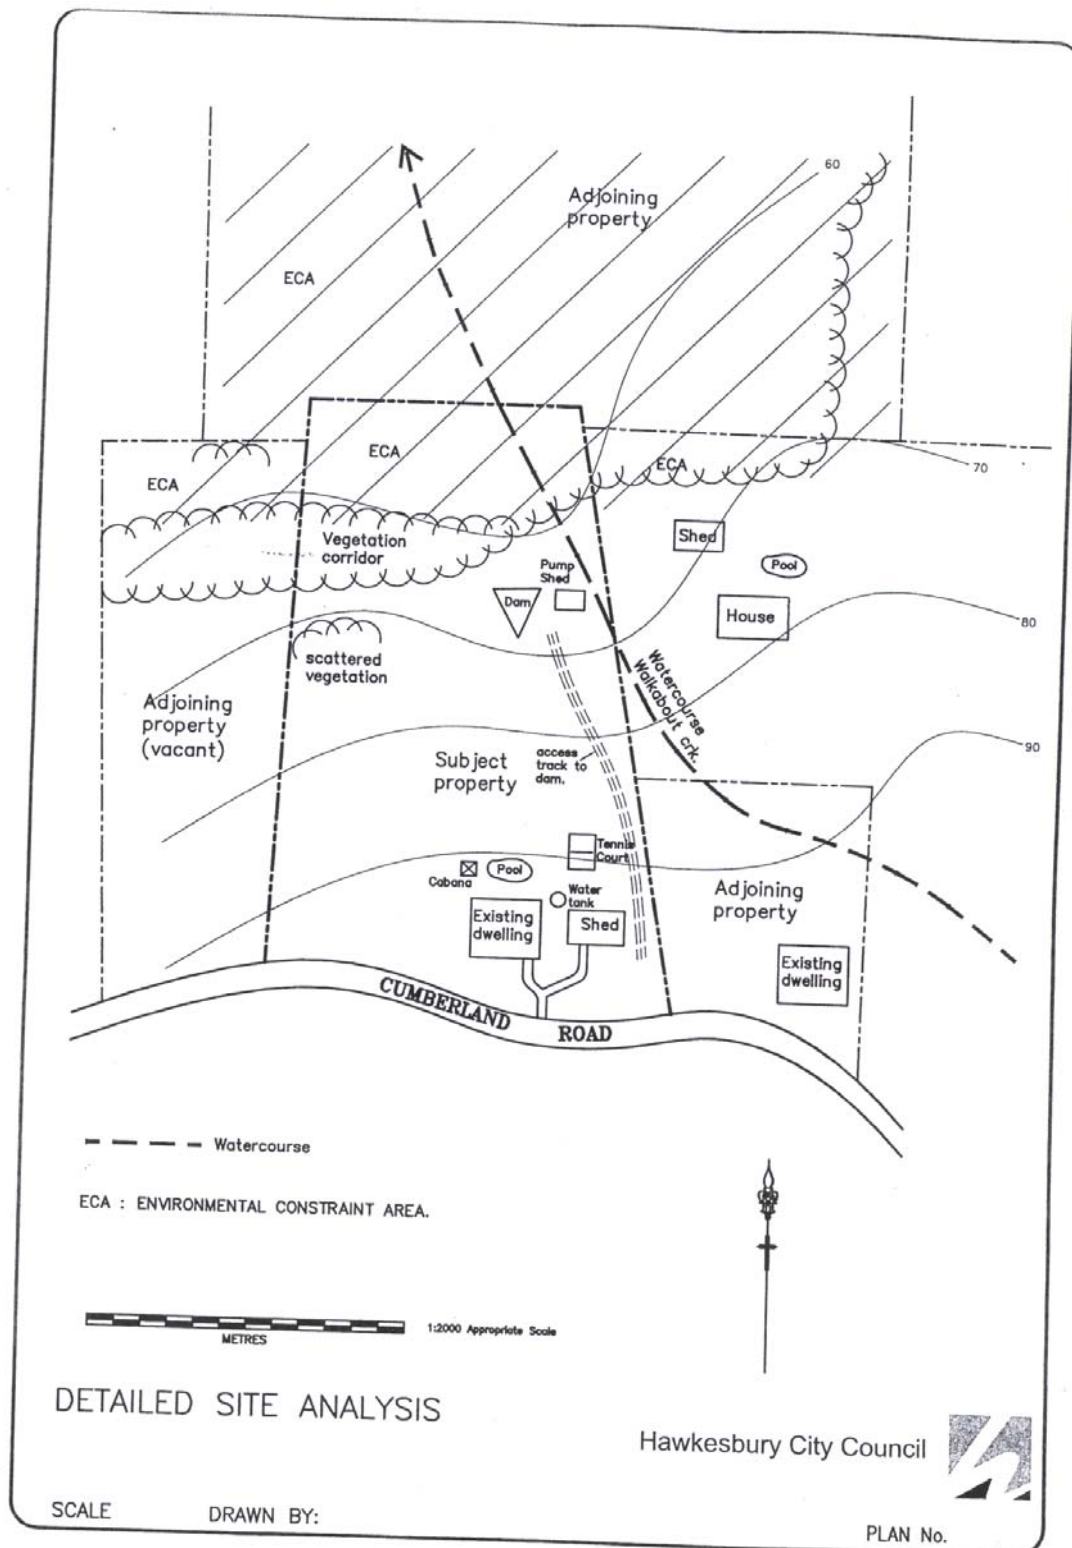 60
Adjoining
property
ECA
ECA
ECA
ECA
70
Vegetation
corridor
Shed
Pool
Pump
Shed
Dam
House
80
scattered
vegetation
Watercourse
Walkabout crk.
Adjoining
property
(vacant)
Subject
property
access
track to
dam.
90
Tennis
Court
Pool
Cabana
Water
tank
Adjoining
property
Existing
dwelling
Shed
Existing
dwelling
CUMBERLAND ROAD
Watercourse
ECA : ENVIRONMENTAL CONSTRAINT AREA.
METRES
1:2000 Appropriate Scale
DETAILED SITE ANALYSIS
Hawkesbury City Council
SCALE
DRAWN BY:
PLAN No.